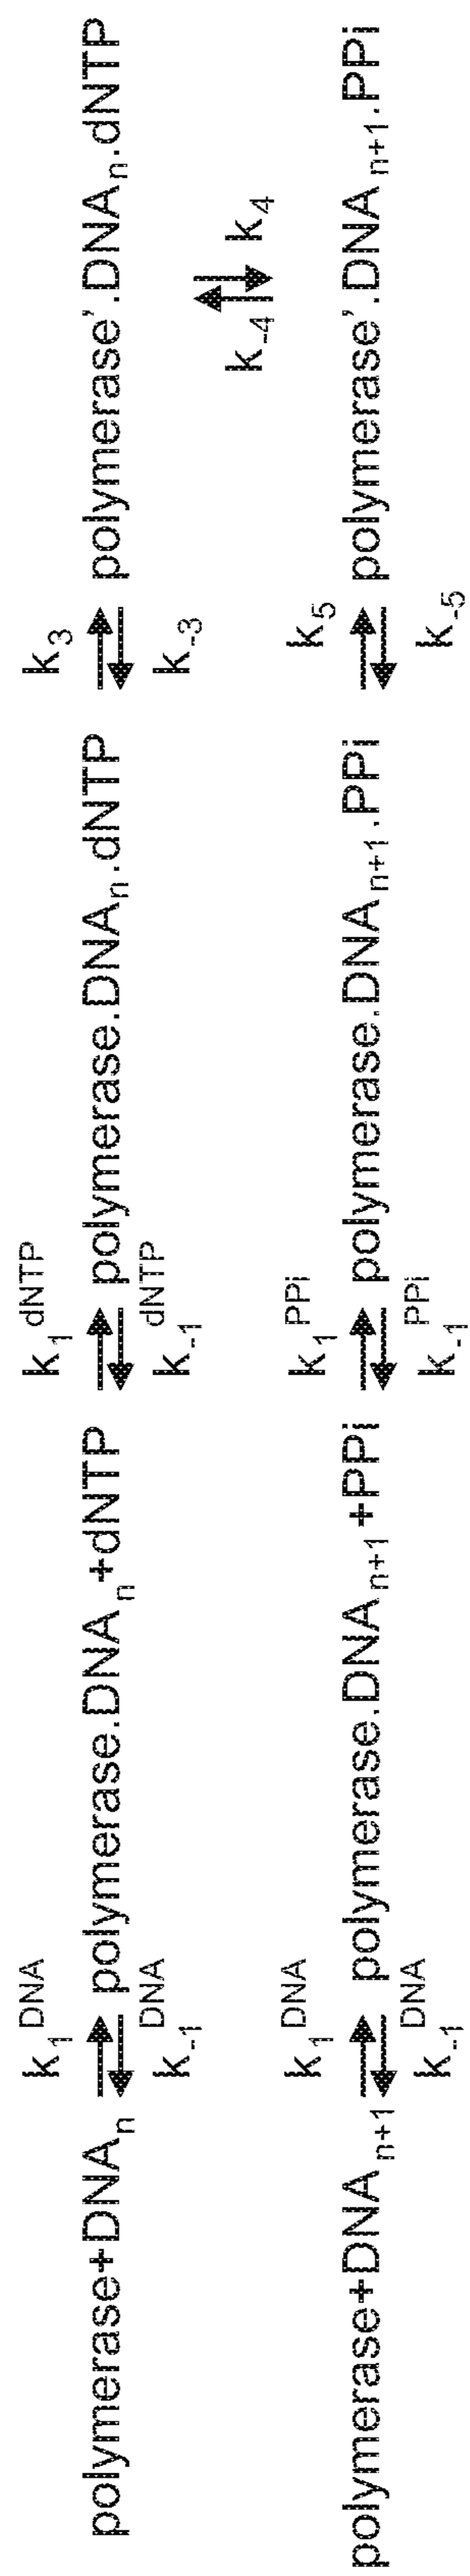 k₁ᴰᴺᴬ k₁ᵈᴺᵀᴾ k₃
polymerase+DNAₙ polymerase.DNAₙ+dNTP polymerase.DNAₙ.dNTP polymerase'.DNAₙ.dNTP
k₋₁ᴰᴺᴬ k₋₁ᵈᴺᵀᴾ k₋₃
k₋₄ k₄
k₁ᴰᴺᴬ k₁ᴾᴾⁱ k₅
polymerase+DNAₙ₊₁ polymerase.DNAₙ₊₁+PPi polymerase.DNAₙ₊₁.PPi polymerase'.DNAₙ₊₁.PPi
k₋₁ᴰᴺᴬ k₋₁ᴾᴾⁱ k₋₅